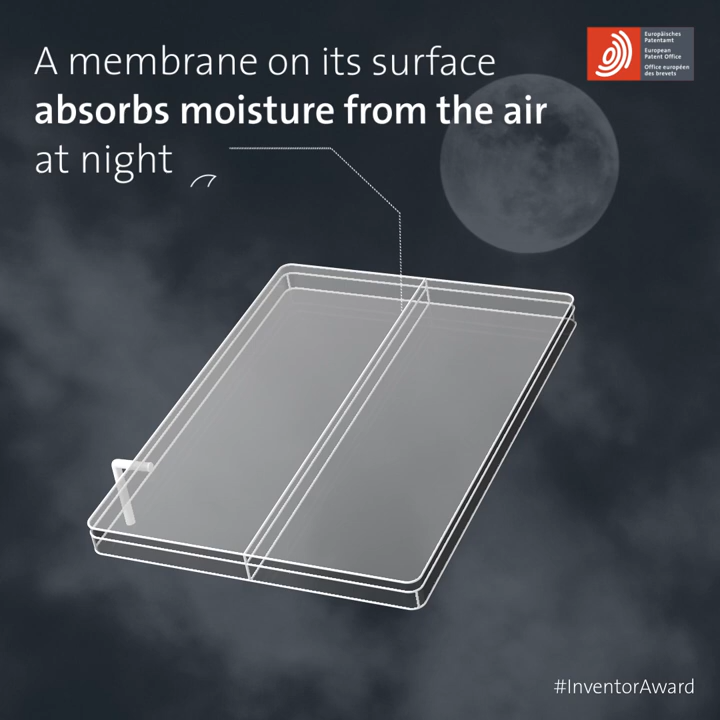 A membrane on its surface
absorbs moisture from the air
at night
Europäisches
Patentamt
European
Patent Office
Office européen
des brevets
#InventorAward